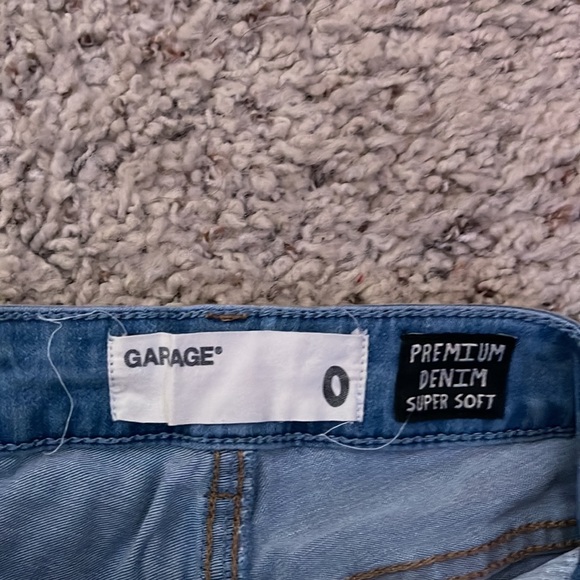 GARAGE®
0
PREMIUM
DENIM
SUPER SOFT